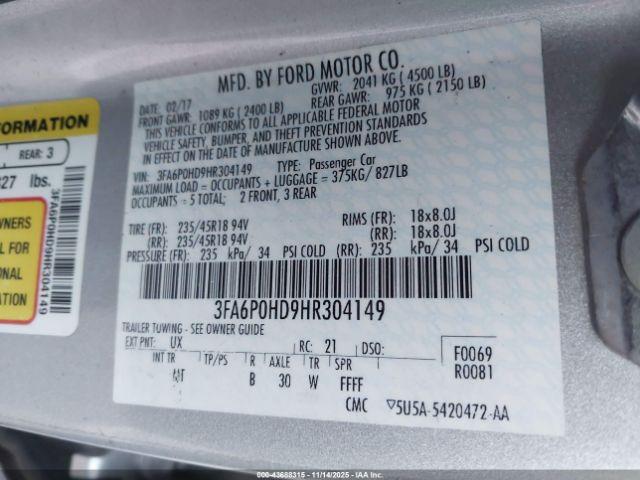 MFD. BY FORD MOTOR CO.
DATE: 02/17 GVWR: 2041 KG ( 4500 LB)
FRONT GAWR: 1089 KG ( 2400 LB) REAR GAWR: 975 KG ( 2150 LB)
THIS VEHICLE CONFORMS TO ALL APPLICABLE FEDERAL MOTOR
VEHICLE SAFETY, BUMPER, AND THEFT PREVENTION STANDARDS
IN EFFECT ON THE DATE OF MANUFACTURE SHOWN ABOVE.
VIN: 3FA6P0HD9HR304149 TYPE: Passenger Car
MAXIMUM LOAD = OCCUPANTS + LUGGAGE = 375KG/ 827LB
OCCUPANTS = 5 TOTAL; 2 FRONT, 3 REAR
TIRE (FR): 235/45R18 94V RIMS (FR): 18x8.0J
(RR): 235/45R18 94V (RR): 18x8.0J
PRESSURE (FR): 235 kPa/ 34 PSI COLD (RR): 235 kPa/ 34 PSI COLD
3FA6P0HD9HR304149
TRAILER TOWING - SEE OWNER GUIDE
EXT PNT: UX RC: 21 DSO: F0069
INT TR TP/PS R AXLE TR SPR R0081
MF B 30 W FFFF
CMC 5U5A-5420472-AA
FORMATION
REAR: 3
827 lbs.
3FA6P0HD9HR304149
WNERS
L FOR
ONAL
000-43688315 - 11/14/2025 - IAA Inc.